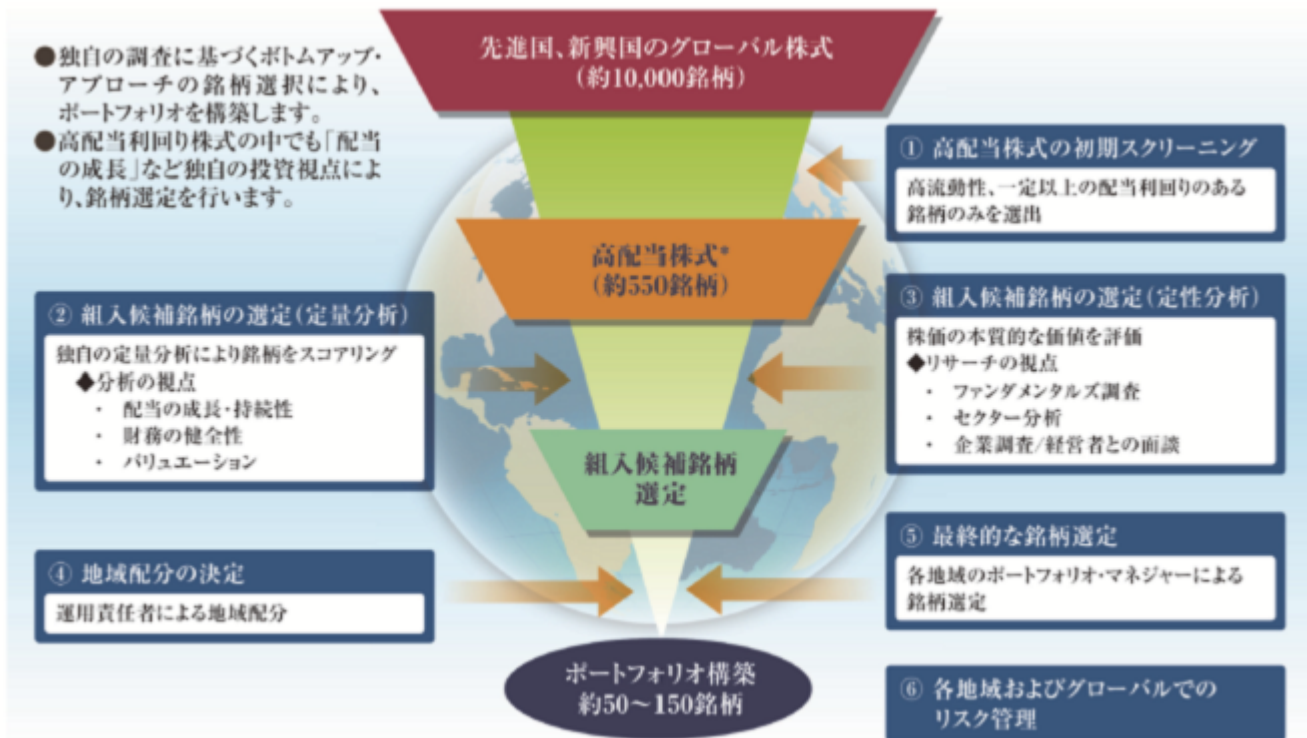 ●独自の調査に基づくボトムアップ・
アプローチの銘柄選択により、
ポートフォリオを構築します。
●高配当利回り株式の中でも「配当
の成長」など独自の投資視点によ
り、銘柄選定を行います。
先進国、新興国のグローバル株式
(約10,000銘柄)
① 高配当株式の初期スクリーニング
高流動性、一定以上の配当利回りのある
銘柄のみを選出
高配当株式*
(約550銘柄)
② 組入候補銘柄の選定(定量分析)
独自の定量分析により銘柄をスコアリング
◆分析の視点
・ 配当の成長・持続性
・ 財務の健全性
・ バリュエーション
③ 組入候補銘柄の選定(定性分析)
株価の本質的な価値を評価
◆リサーチの視点
・ ファンダメンタルズ調査
・ セクター分析
・ 企業調査/経営者との面談
組入候補銘柄
選定
④ 地域配分の決定
運用責任者による地域配分
⑤ 最終的な銘柄選定
各地域のポートフォリオ・マネジャーによる
銘柄選定
ポートフォリオ構築
約50～150銘柄
⑥ 各地域およびグローバルでの
リスク管理